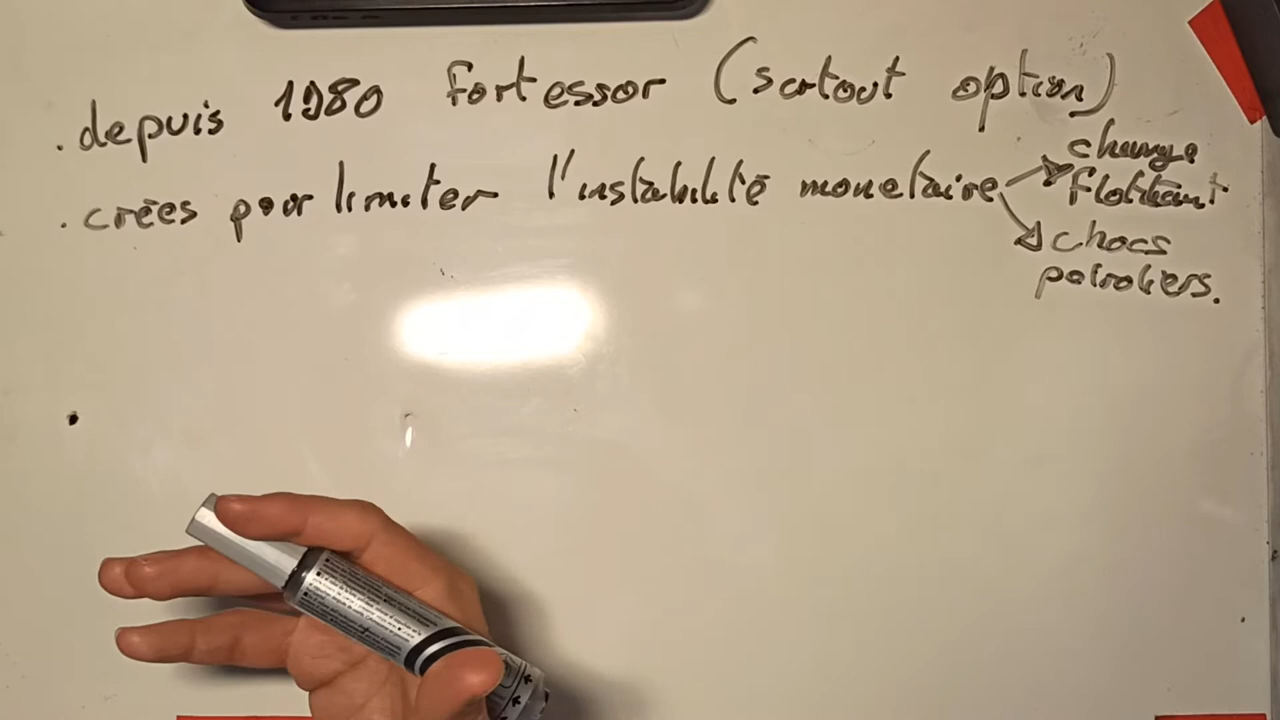 . depuis 1980 fort essor (surtout option)
. crées pour limiter l'instabilité monetaire
change
flottant
chocs
petroliers.
.